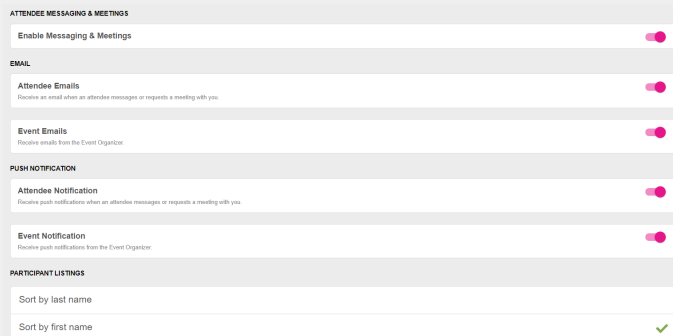 ATTENDEE MESSAGING & MEETINGS
Enable Messaging & Meetings
EMAIL
Attendee Emails
Receive an email when an attendee messages or requests a meeting with you.
Event Emails
Receive emails from the Event Organizer.
PUSH NOTIFICATION
Attendee Notification
Receive push notifications when an attendee messages or requests a meeting with you.
Event Notification
Receive push notifications from the Event Organizer.
PARTICIPANT LISTINGS
Sort by last name
Sort by first name